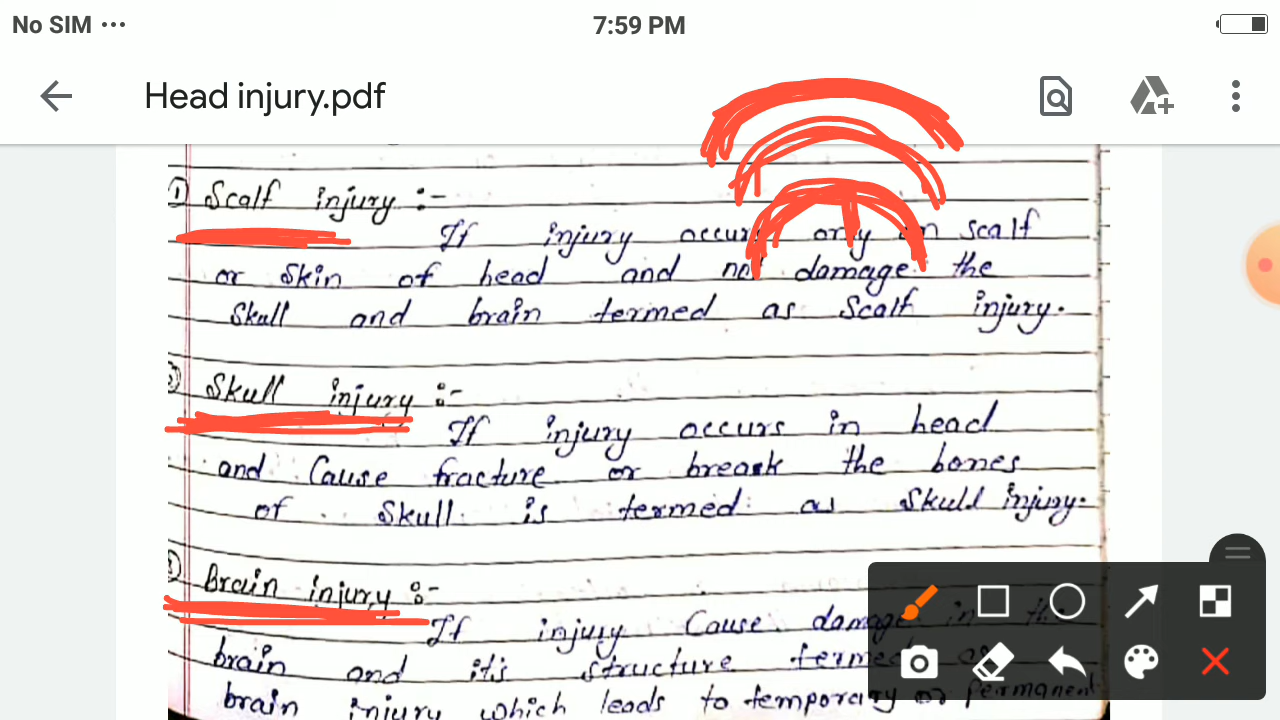 No SIM ···
7:59 PM
Head injury.pdf
① Scalf injury :-
If injury occurs only on scalf
or skin of head and not damage the
skull and brain termed as Scalf injury.
Skull injury :-
If injury occurs in head
and Cause fracture or breack the bones
of skull is termed as skull injury.
Brain injury :-
If injury Cause damage in the
brain and it's structure termed as
brain injury which leads to temporary or permanent